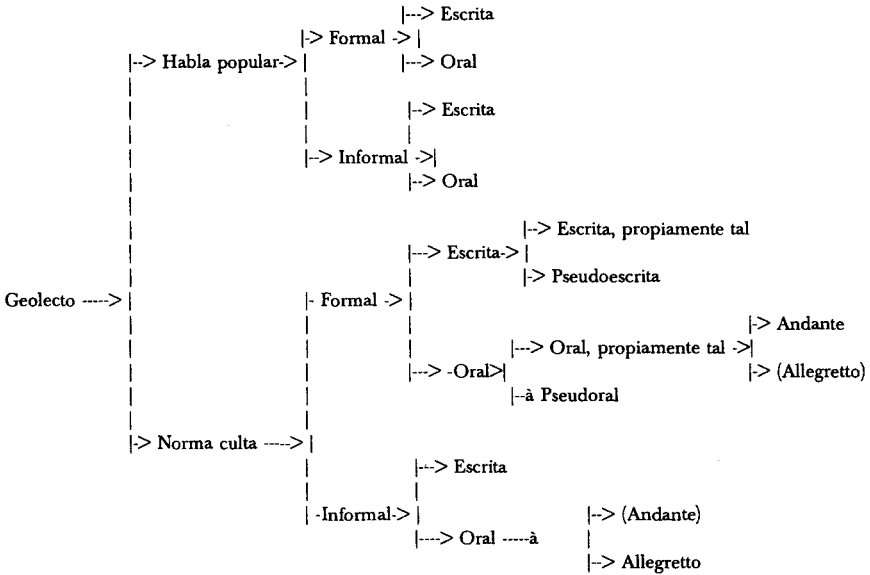 |---> Escrita
|-> Formal ->|
|--> Habla popular->| |---> Oral
|--> Escrita
|--> Informal ->|
|--> Oral
|--> Escrita, propiamente tal
|---> Escrita->|
|-> Pseudoescrita
Geolecto ----->| |- Formal ->|
|-> Andante
|---> Oral, propiamente tal ->|
|---> -Oral>| |-> (Allegretto)
|--à Pseudoral
|-> Norma culta ----->|
|---> Escrita
|-Informal->| |--> (Andante)
|----> Oral -----à
|--> Allegretto